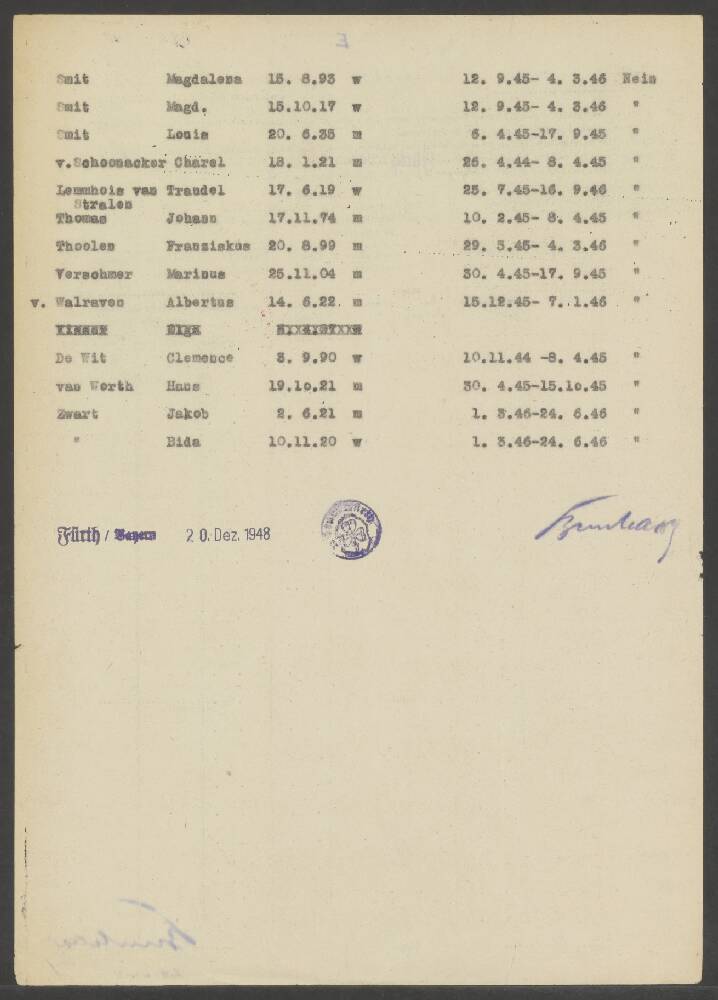 Smit Magdalena 15. 8.93 w 12. 9.45- 4. 3.46 Nein
Smit Magd. 15.10.17 w 12. 9.45- 4. 3.46 "
Smit Louis 20. 6.35 m 6. 4.45-17. 9.45 "
v.Schoonacker Charel 18. 1.21 m 26. 4.44- 8. 4.45 "
Lemmhois van Traudel 17. 6.19 w 25. 7.45-16. 9.46 "
Stralen
Thomas Johann 17.11.74 m 10. 2.45- 8. 4.45 "
Thoolen Franziskus 20. 8.99 m 29. 5.45- 4. 3.46 "
Verschmer Marinus 25.11.04 m 30. 4.45-17. 9.45 "
v. Walraven Albertus 14. 6.22. m 15.12.45- 7. 1.46 "
De Wit Clemence 3. 9.90 w 10.11.44 -8. 4.45 "
van Worth Hans 19.10.21 m 30. 4.45-15.10.45 "
Zwart Jakob 2. 6.21 m 1. 3.46-24. 6.46 "
" Bida 10.11.20 w 1. 3.46-24. 6.46 "
Fürth / Bayern 20. Dez. 1948